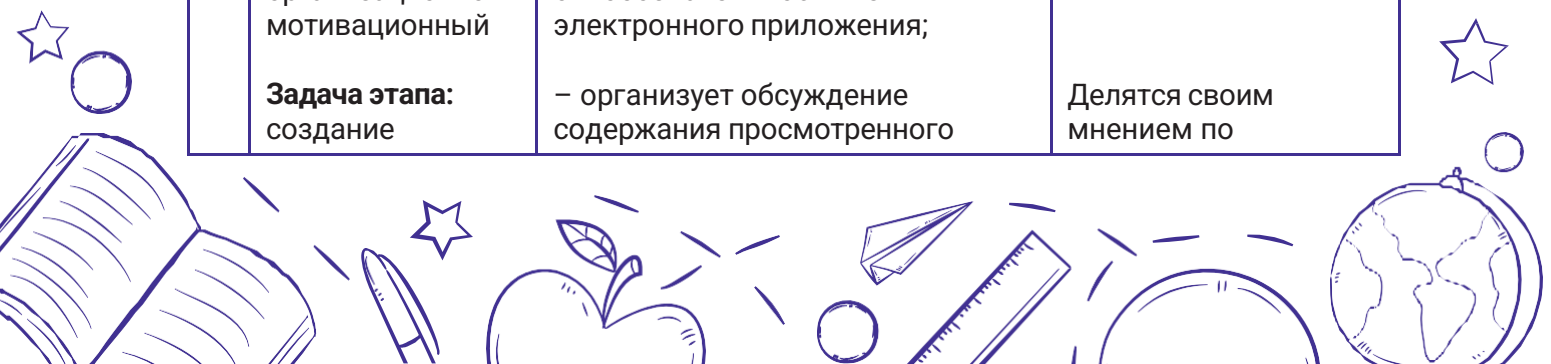 мотивационный
электронного приложения;
Задача этапа:
создание
– организует обсуждение
содержания просмотренного
Делятся своим
мнением по